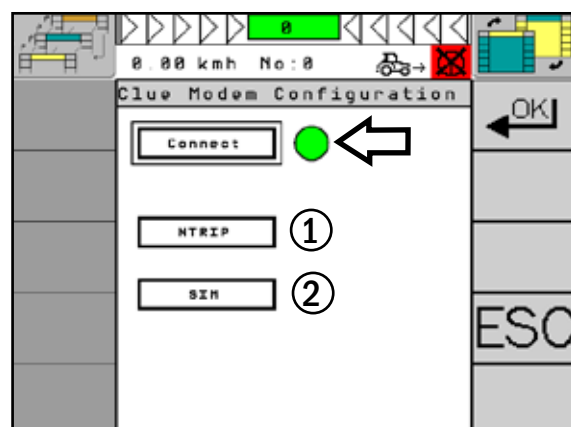 0
0.00 kmh No:0
Clue Modem Configuration
OK
Connect
NTRIP
1
SIM
2
ESC